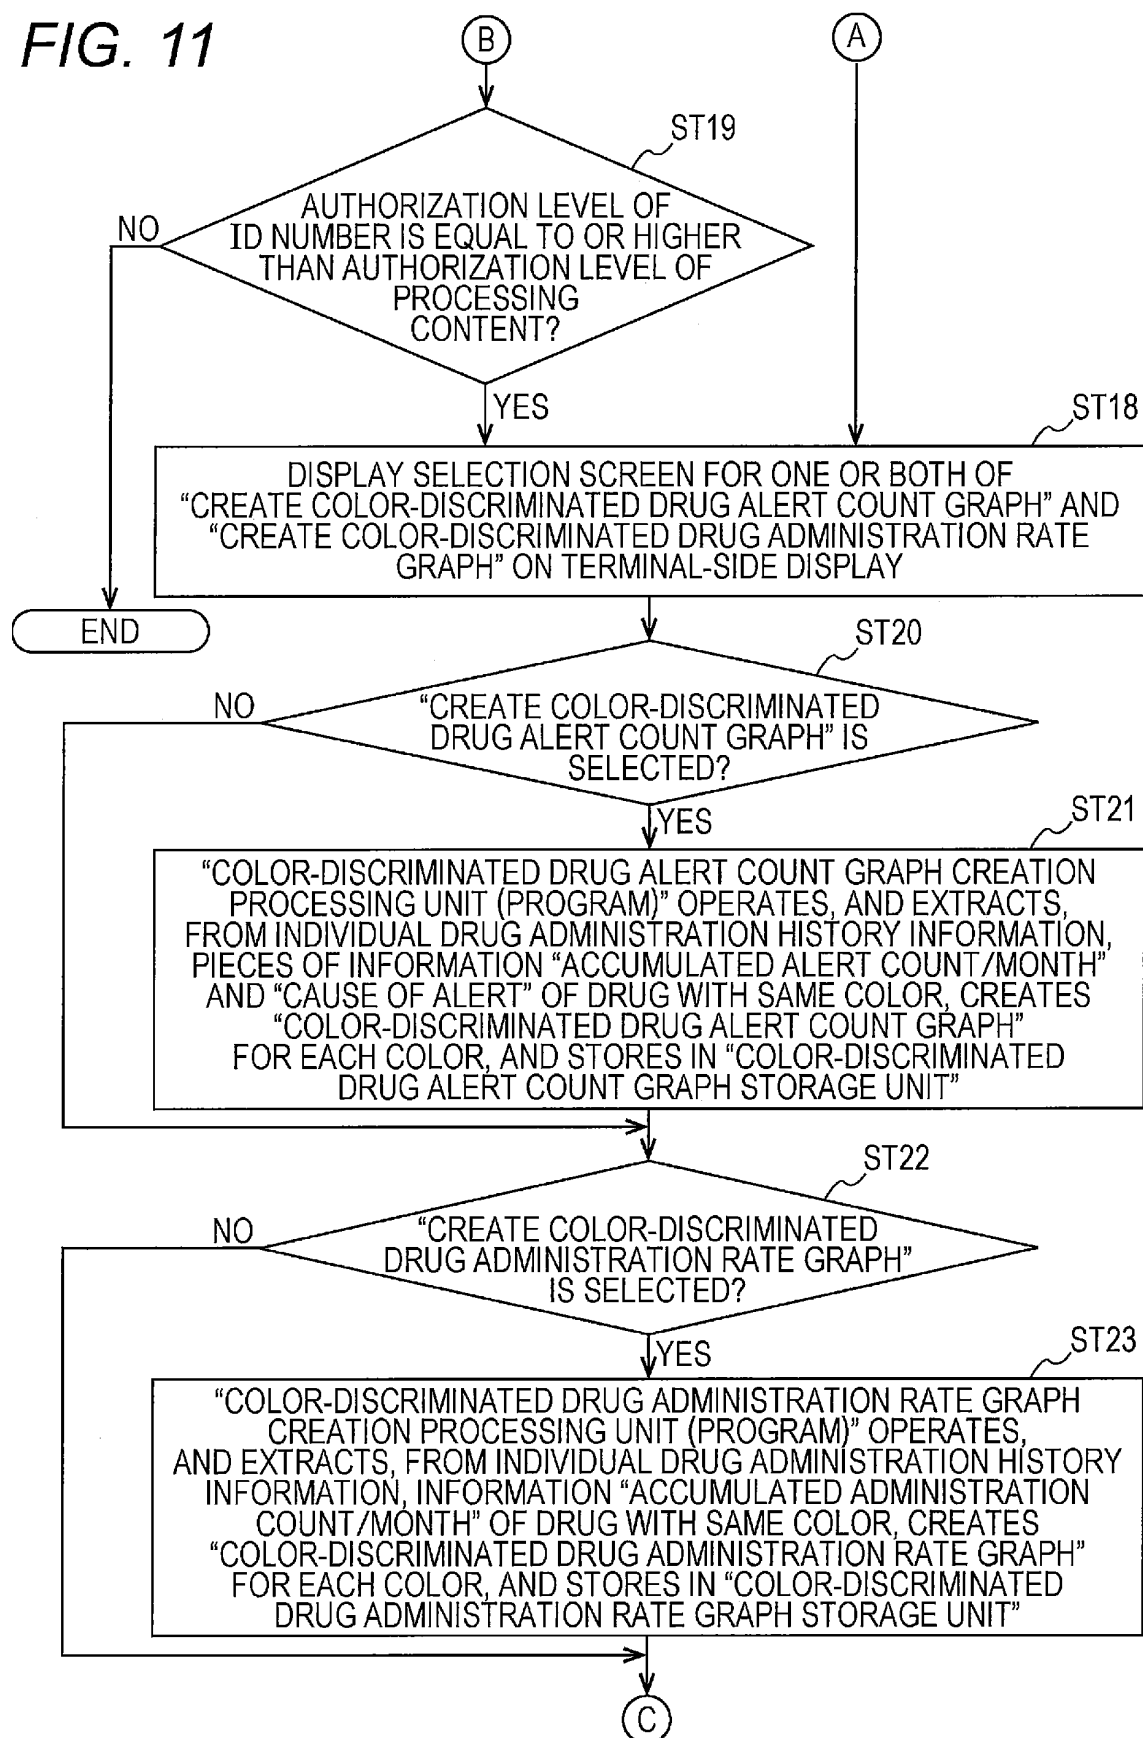 FIG. 11
B
A
ST19
AUTHORIZATION LEVEL OF
ID NUMBER IS EQUAL TO OR HIGHER
THAN AUTHORIZATION LEVEL OF
PROCESSING
CONTENT?
NO
YES
ST18
DISPLAY SELECTION SCREEN FOR ONE OR BOTH OF
“CREATE COLOR-DISCRIMINATED DRUG ALERT COUNT GRAPH” AND
“CREATE COLOR-DISCRIMINATED DRUG ADMINISTRATION RATE
GRAPH” ON TERMINAL-SIDE DISPLAY
END
ST20
NO
“CREATE COLOR-DISCRIMINATED
DRUG ALERT COUNT GRAPH” IS
SELECTED?
YES
ST21
“COLOR-DISCRIMINATED DRUG ALERT COUNT GRAPH CREATION
PROCESSING UNIT (PROGRAM)” OPERATES, AND EXTRACTS,
FROM INDIVIDUAL DRUG ADMINISTRATION HISTORY INFORMATION,
PIECES OF INFORMATION “ACCUMULATED ALERT COUNT/MONTH”
AND “CAUSE OF ALERT” OF DRUG WITH SAME COLOR, CREATES
“COLOR-DISCRIMINATED DRUG ALERT COUNT GRAPH”
FOR EACH COLOR, AND STORES IN “COLOR-DISCRIMINATED
DRUG ALERT COUNT GRAPH STORAGE UNIT”
ST22
NO
“CREATE COLOR-DISCRIMINATED
DRUG ADMINISTRATION RATE GRAPH”
IS SELECTED?
YES
ST23
“COLOR-DISCRIMINATED DRUG ADMINISTRATION RATE GRAPH
CREATION PROCESSING UNIT (PROGRAM)” OPERATES,
AND EXTRACTS, FROM INDIVIDUAL DRUG ADMINISTRATION HISTORY
INFORMATION, INFORMATION “ACCUMULATED ADMINISTRATION
COUNT/MONTH” OF DRUG WITH SAME COLOR, CREATES
“COLOR-DISCRIMINATED DRUG ADMINISTRATION RATE GRAPH”
FOR EACH COLOR, AND STORES IN “COLOR-DISCRIMINATED
DRUG ADMINISTRATION RATE GRAPH STORAGE UNIT”
C